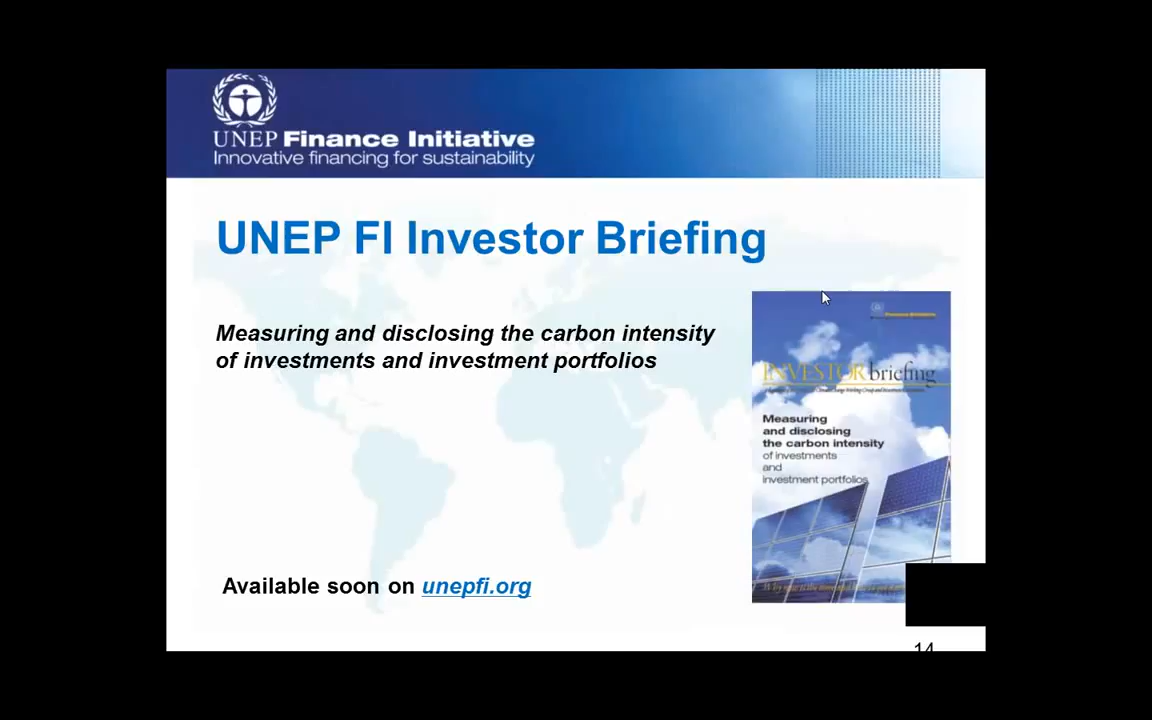 UNEP Finance Initiative
Innovative financing for sustainability
UNEP FI Investor Briefing
Measuring and disclosing the carbon intensity
of investments and investment portfolios
INVESTOR briefing
Measuring
and disclosing
the carbon intensity
of investments
and
investment portfolios
Available soon on unepfi.org
14